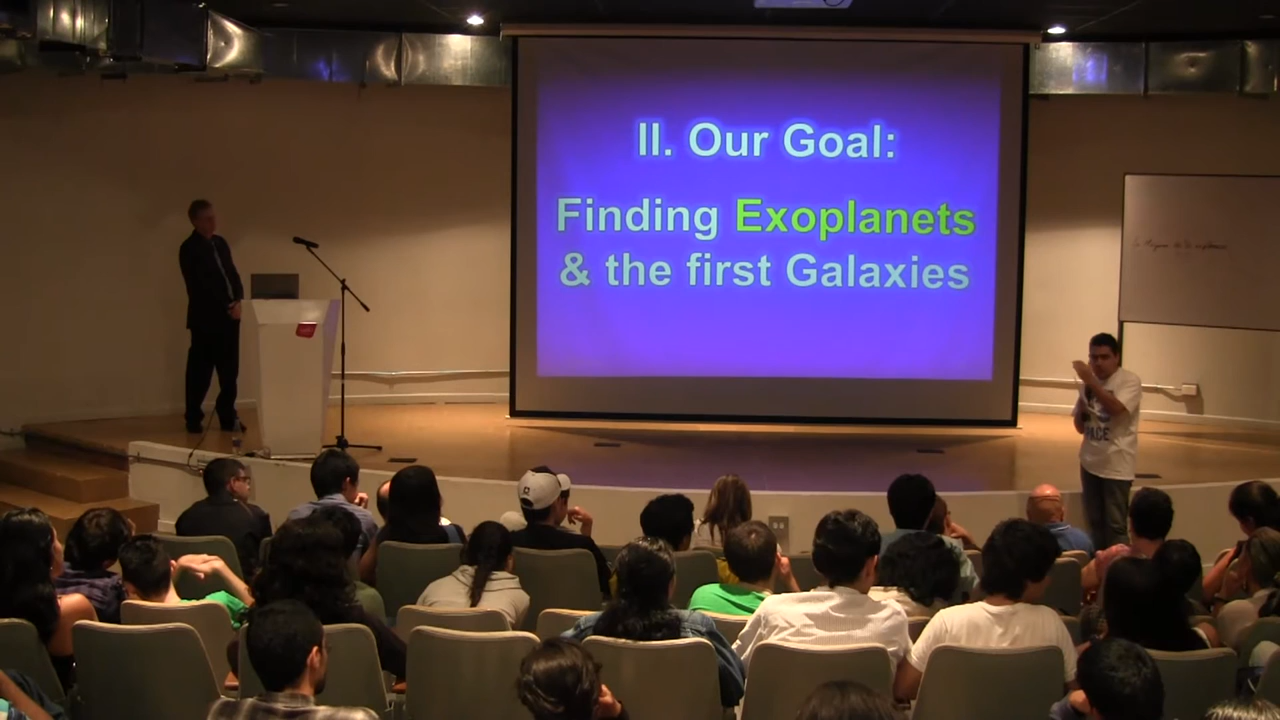 II. Our Goal:
Finding Exoplanets
& the first Galaxies